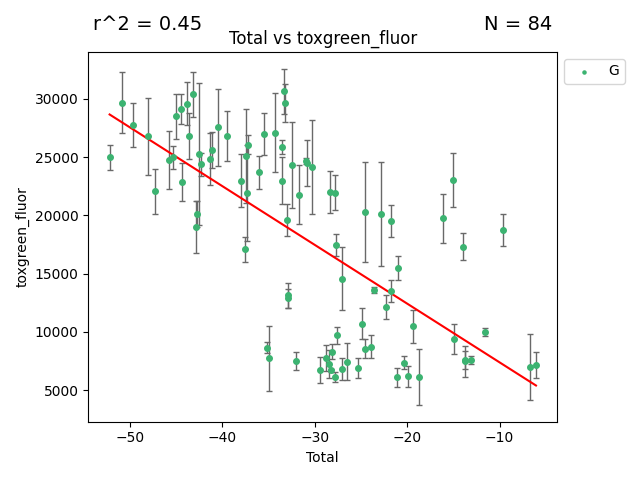 r^2 = 0.45
N = 84
Total vs toxgreen_fluor
G
30000
25000
20000
15000
10000
5000
toxgreen_fluor
−50
−40
−30
−20
−10
Total